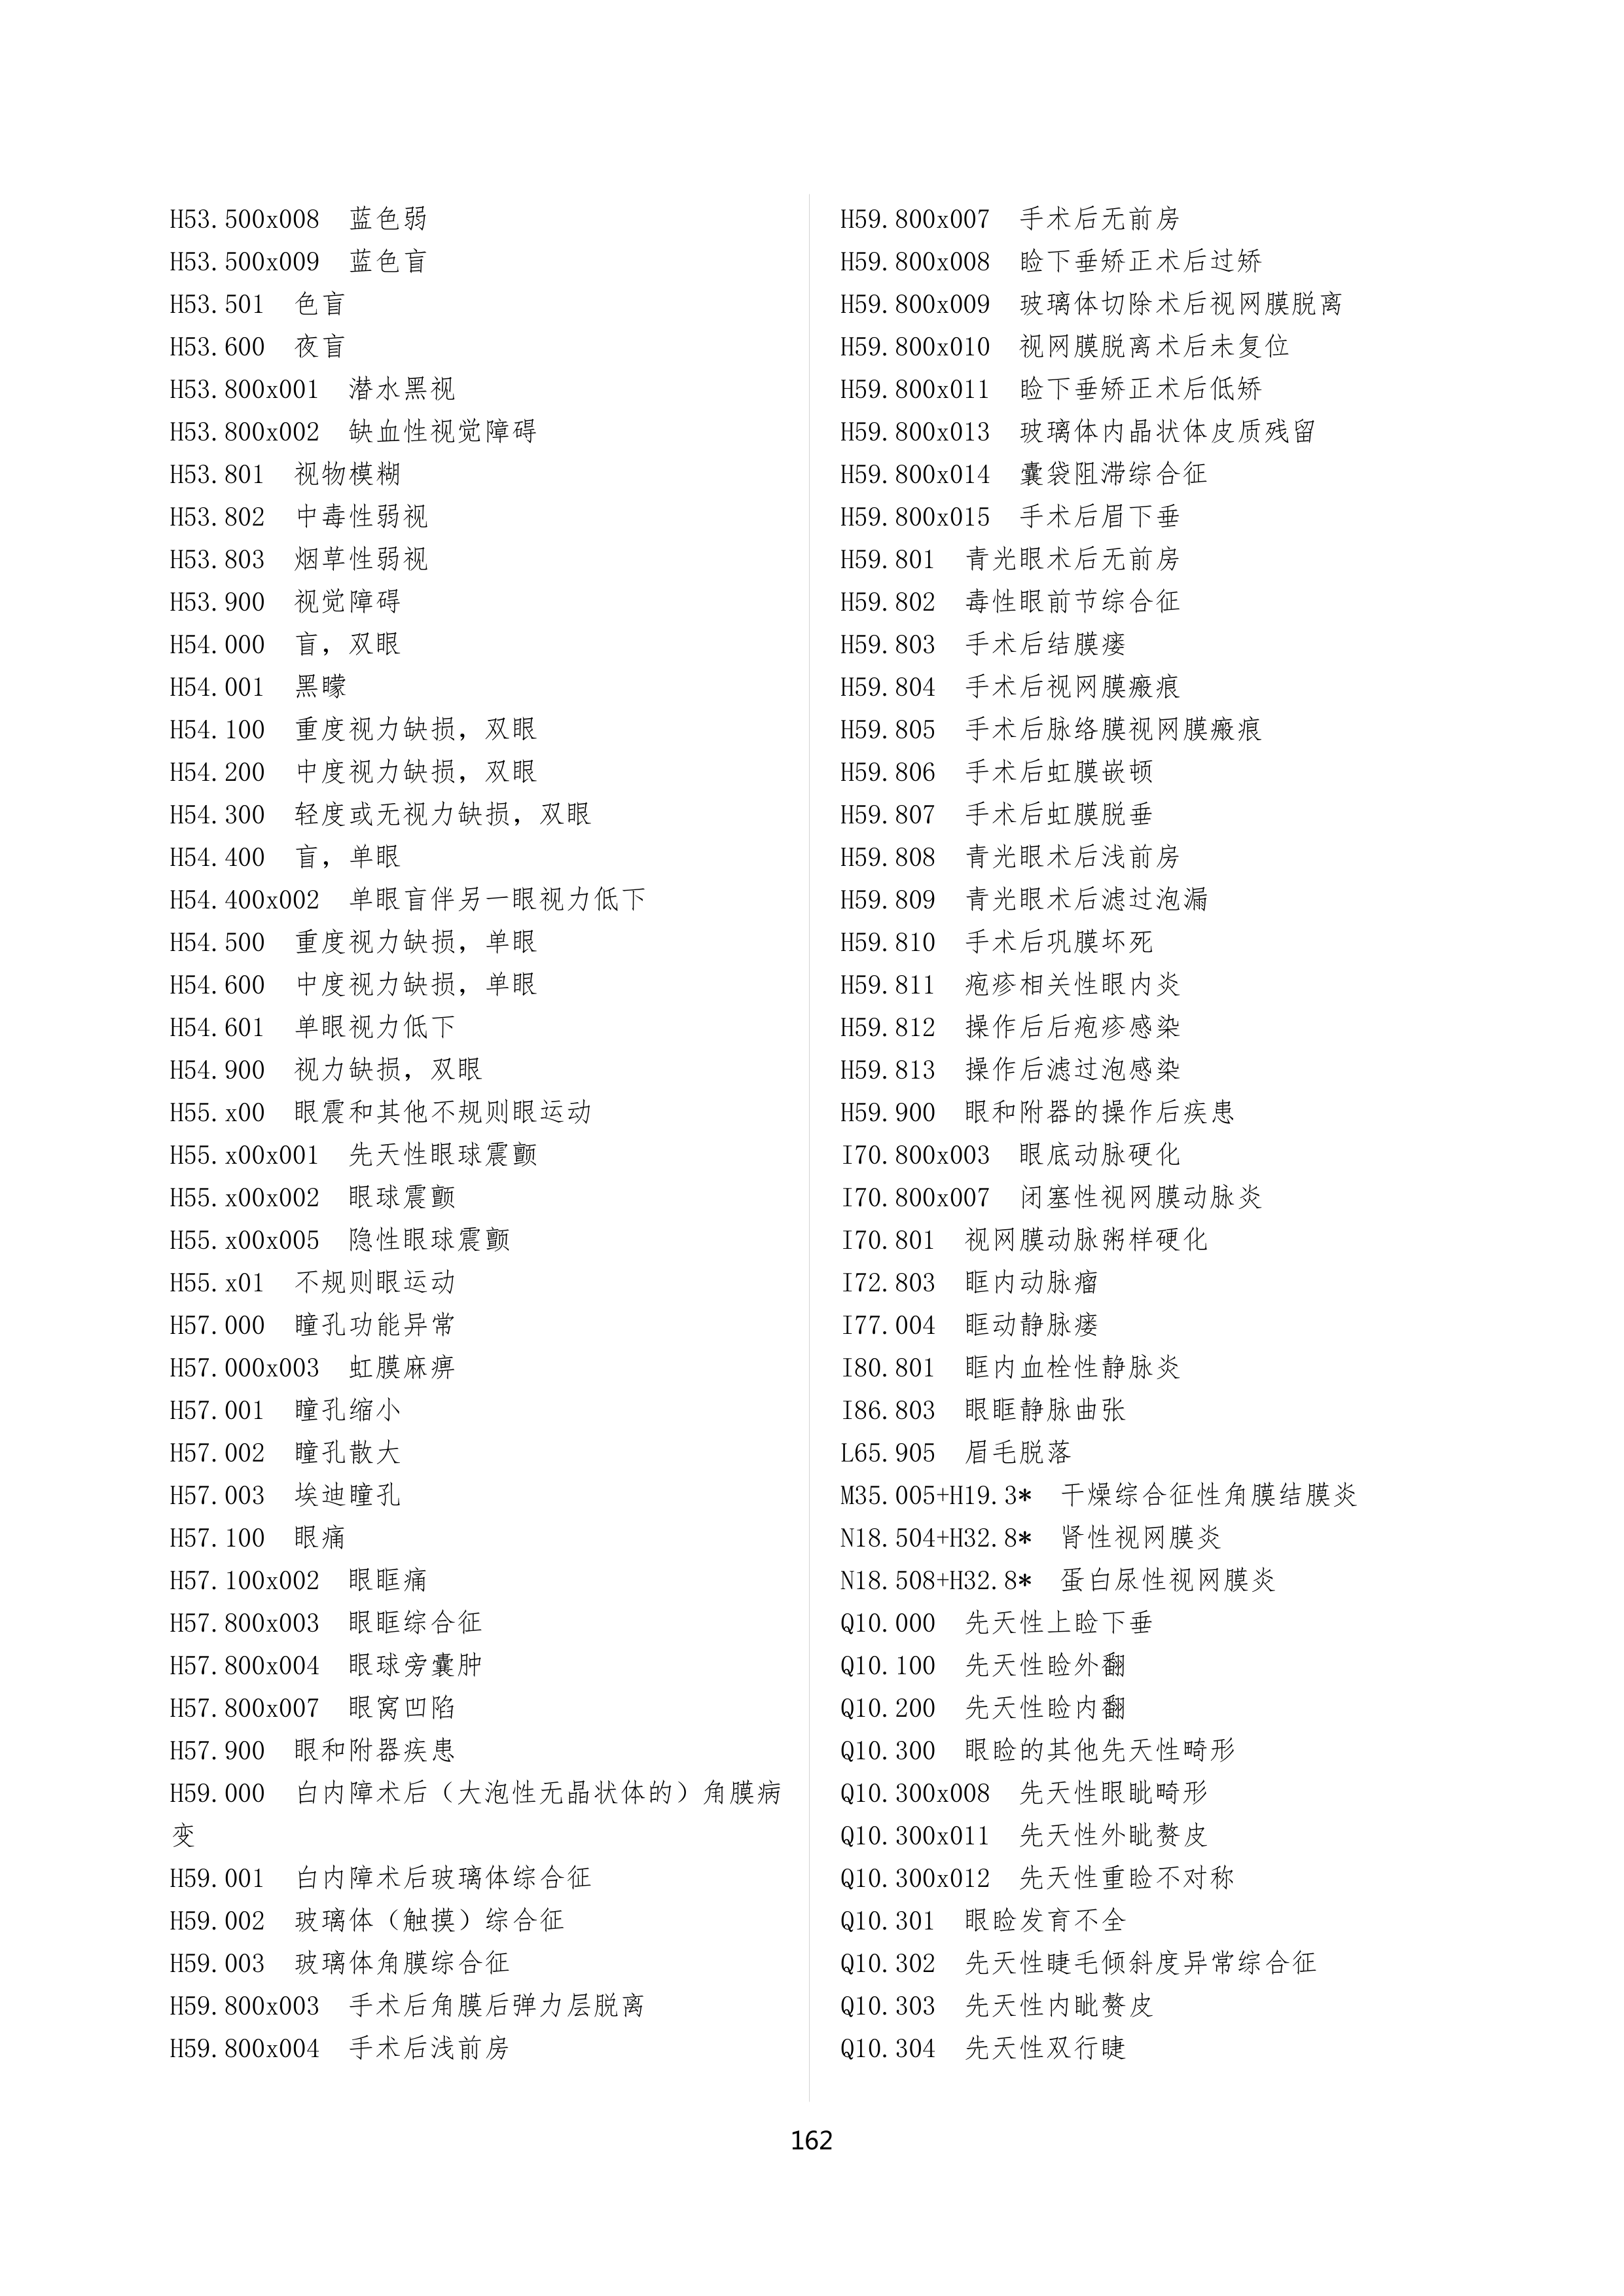 H53.500x008 蓝色弱
H53.500x009 蓝色盲
H53.501 色盲
H53.600 夜盲
H53.800x001 潜水黑视
H53.800x002 缺血性视觉障碍
H53.801 视物模糊
H53.802 中毒性弱视
H53.803 烟草性弱视
H53.900 视觉障碍
H54.000 盲，双眼
H54.001 黑矇
H54.100 重度视力缺损，双眼
H54.200 中度视力缺损，双眼
H54.300 轻度或无视力缺损，双眼
H54.400 盲，单眼
H54.400x002 单眼盲伴另一眼视力低下
H54.500 重度视力缺损，单眼
H54.600 中度视力缺损，单眼
H54.601 单眼视力低下
H54.900 视力缺损，双眼
H55.x00 眼震和其他不规则眼运动
H55.x00x001 先天性眼球震颤
H55.x00x002 眼球震颤
H55.x00x005 隐性眼球震颤
H55.x01 不规则眼运动
H57.000 瞳孔功能异常
H57.000x003 虹膜麻痹
H57.001 瞳孔缩小
H57.002 瞳孔散大
H57.003 埃迪瞳孔
H57.100 眼痛
H57.100x002 眼眶痛
H57.800x003 眼眶综合征
H57.800x004 眼球旁囊肿
H57.800x007 眼窝凹陷
H57.900 眼和附器疾患
H59.000 白内障术后（大泡性无晶状体的）角膜病
变
H59.001 白内障术后玻璃体综合征
H59.002 玻璃体（触摸）综合征
H59.003 玻璃体角膜综合征
H59.800x003 手术后角膜后弹力层脱离
H59.800x004 手术后浅前房
H59.800x007 手术后无前房
H59.800x008 睑下垂矫正术后过矫
H59.800x009 玻璃体切除术后视网膜脱离
H59.800x010 视网膜脱离术后未复位
H59.800x011 睑下垂矫正术后低矫
H59.800x013 玻璃体内晶状体皮质残留
H59.800x014 囊袋阻滞综合征
H59.800x015 手术后眉下垂
H59.801 青光眼术后无前房
H59.802 毒性眼前节综合征
H59.803 手术后结膜瘘
H59.804 手术后视网膜瘢痕
H59.805 手术后脉络膜视网膜瘢痕
H59.806 手术后虹膜嵌顿
H59.807 手术后虹膜脱垂
H59.808 青光眼术后浅前房
H59.809 青光眼术后滤过泡漏
H59.810 手术后巩膜坏死
H59.811 疱疹相关性眼内炎
H59.812 操作后后疱疹感染
H59.813 操作后滤过泡感染
H59.900 眼和附器的操作后疾患
I70.800x003 眼底动脉硬化
I70.800x007 闭塞性视网膜动脉炎
I70.801 视网膜动脉粥样硬化
I72.803 眶内动脉瘤
I77.004 眶动静脉瘘
I80.801 眶内血栓性静脉炎
I86.803 眼眶静脉曲张
L65.905 眉毛脱落
M35.005+H19.3* 干燥综合征性角膜结膜炎
N18.504+H32.8* 肾性视网膜炎
N18.508+H32.8* 蛋白尿性视网膜炎
Q10.000 先天性上睑下垂
Q10.100 先天性睑外翻
Q10.200 先天性睑内翻
Q10.300 眼睑的其他先天性畸形
Q10.300x008 先天性眼眦畸形
Q10.300x011 先天性外眦赘皮
Q10.300x012 先天性重睑不对称
Q10.301 眼睑发育不全
Q10.302 先天性睫毛倾斜度异常综合征
Q10.303 先天性内眦赘皮
Q10.304 先天性双行睫
162